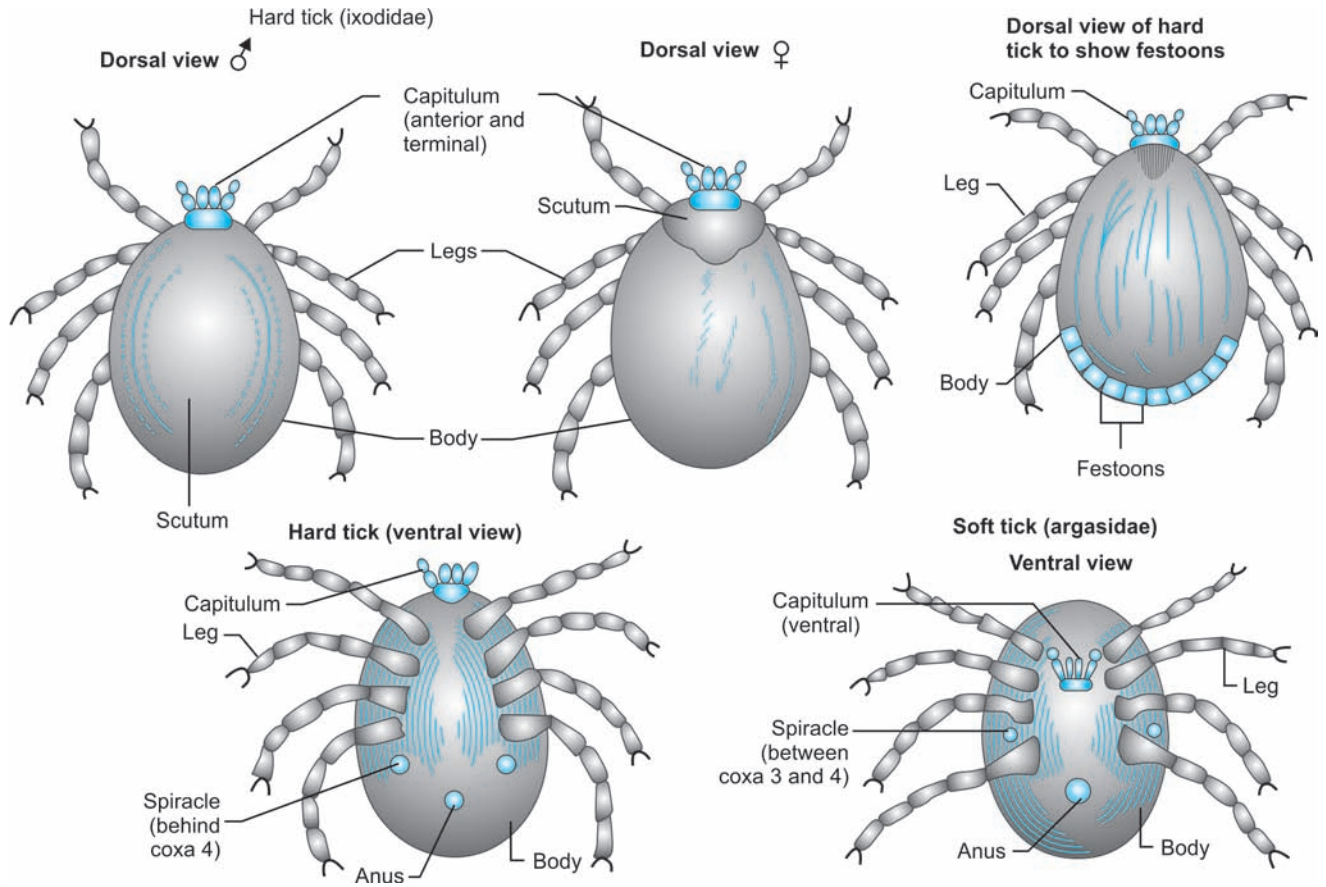 Hard tick (ixodidae)
Dorsal view ♂
Dorsal view ♀
Dorsal view of hard
tick to show festoons
Capitulum
(anterior and
terminal)
Capitulum
Scutum
Leg
Legs
Body
Body
Festoons
Scutum
Hard tick (ventral view)
Capitulum
Leg
Spiracle
(behind
coxa 4)
Anus
Body
Soft tick (argasidae)
Ventral view
Capitulum
(ventral)
Leg
Spiracle
(between
coxa 3 and 4)
Anus
Body